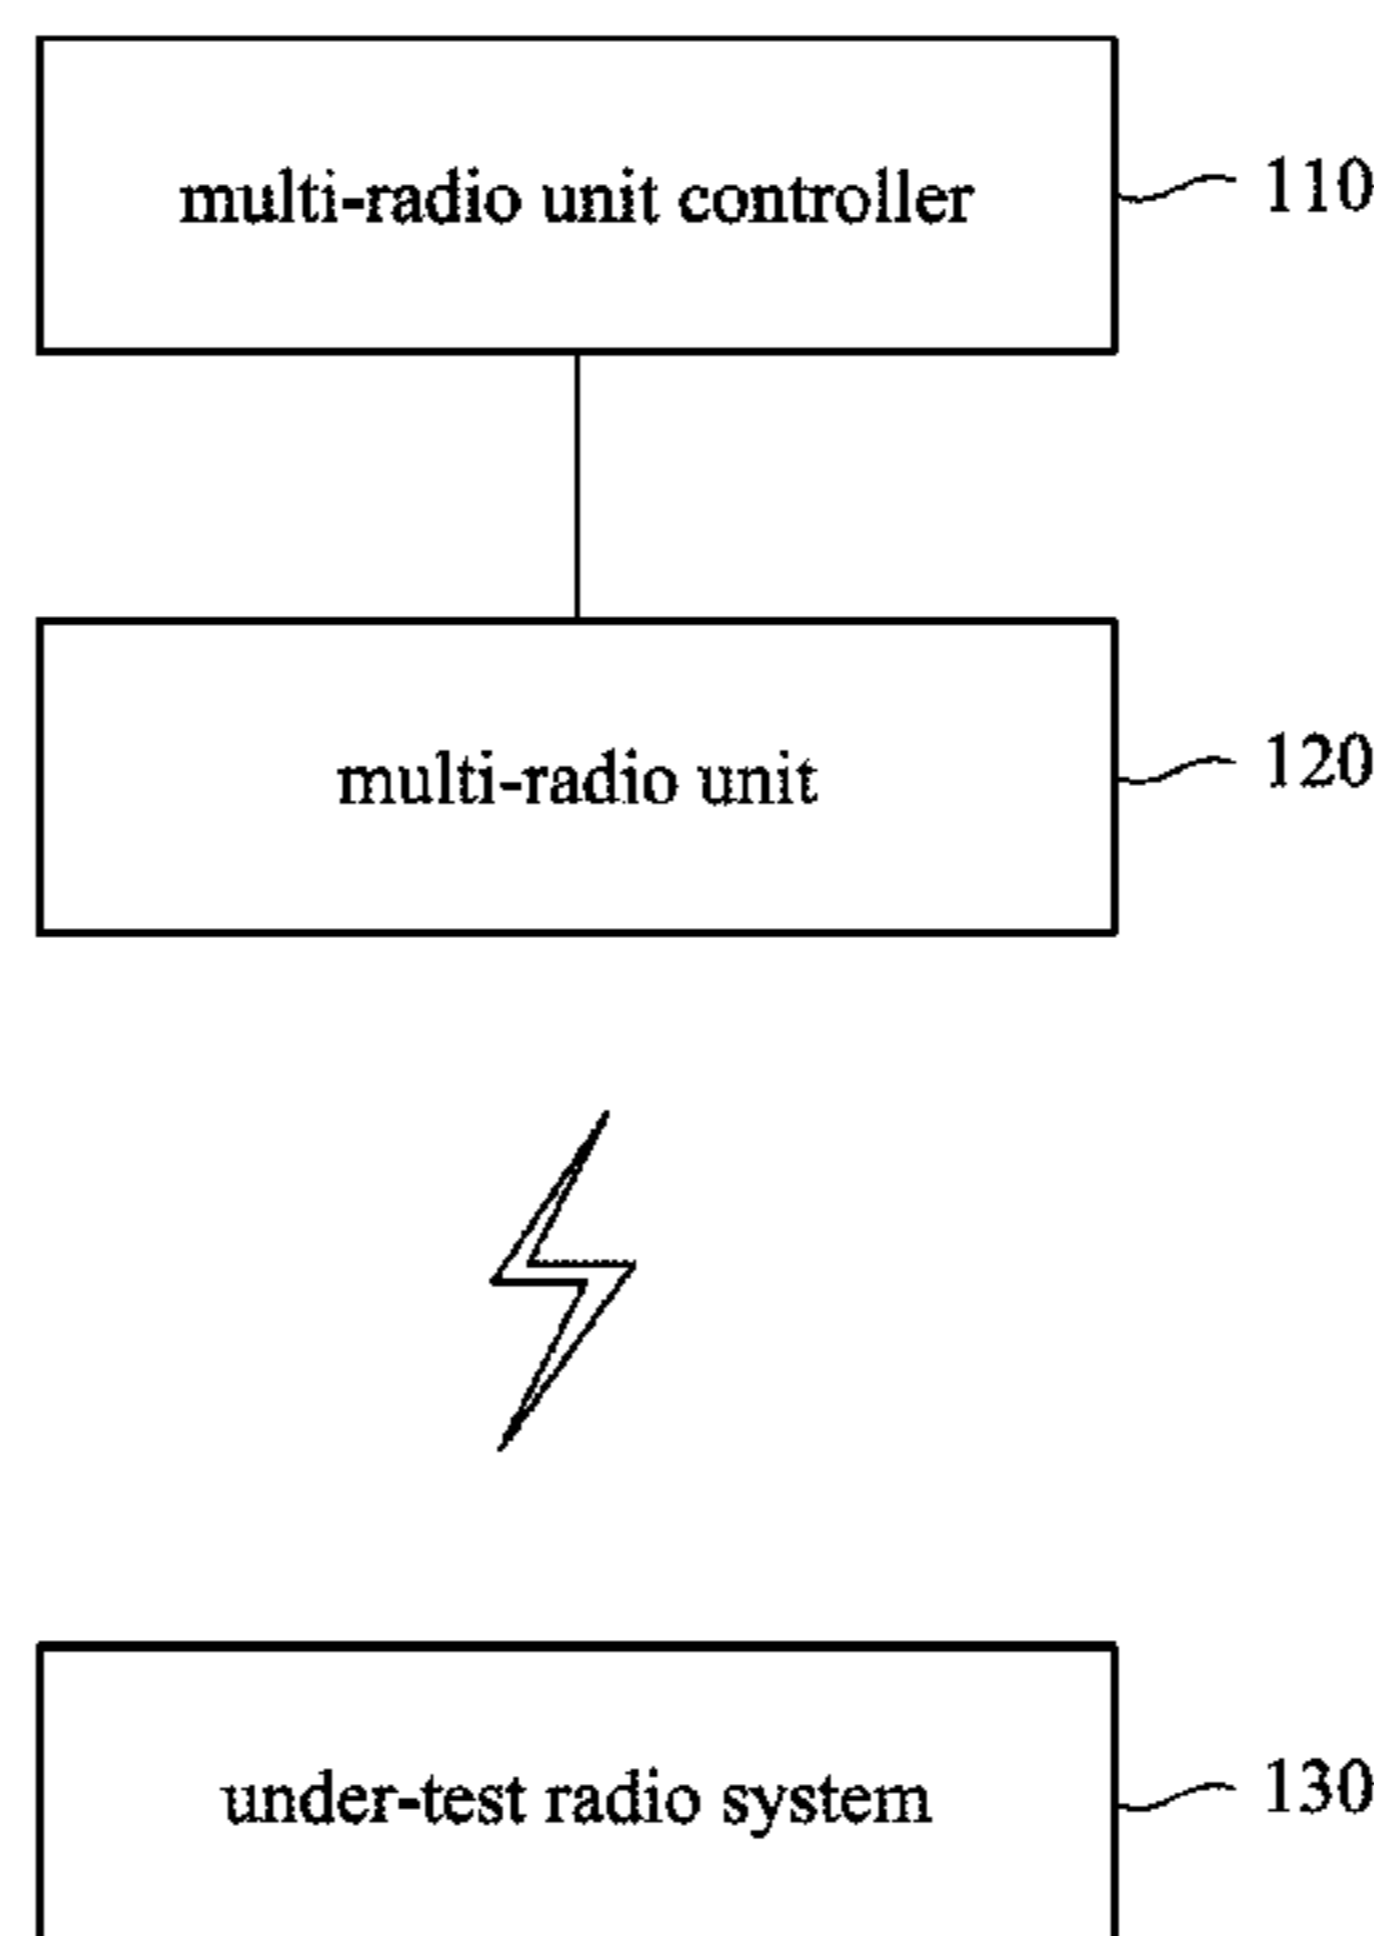 multi-radio unit controller
110
multi-radio unit
120
under-test radio system
130